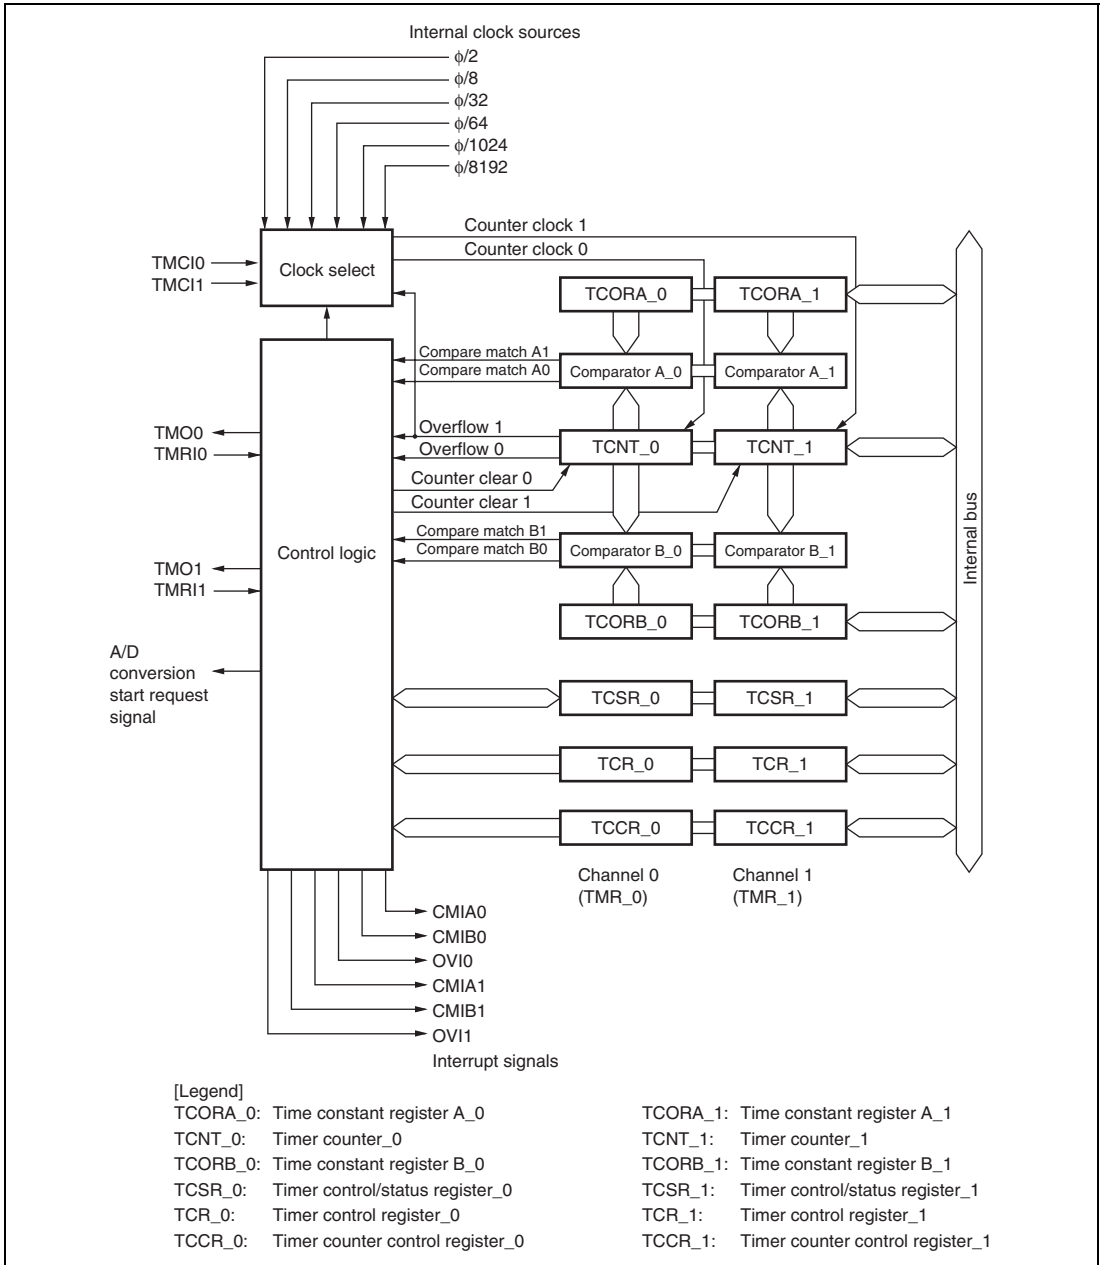 Internal clock sources
ϕ/2
ϕ/8
ϕ/32
ϕ/64
ϕ/1024
ϕ/8192
Counter clock 1
Counter clock 0
TMCI0
TMCI1
Clock select
TCORA_0
TCORA_1
Compare match A1
Compare match A0
Comparator A_0
Comparator A_1
TMO0
TMRI0
Overflow 1
Overflow 0
TCNT_0
TCNT_1
Counter clear 0
Counter clear 1
Compare match B1
Compare match B0
Comparator B_0
Comparator B_1
Control logic
TMO1
TMRI1
TCORB_0
TCORB_1
Internal bus
A/D
conversion
start request
signal
TCSR_0
TCSR_1
TCR_0
TCR_1
TCCR_0
TCCR_1
Channel 0
(TMR_0)
Channel 1
(TMR_1)
CMIA0
CMIB0
OVI0
CMIA1
CMIB1
OVI1
Interrupt signals
[Legend]
TCORA_0: Time constant register A_0
TCNT_0: Timer counter_0
TCORB_0: Time constant register B_0
TCSR_0: Timer control/status register_0
TCR_0: Timer control register_0
TCCR_0: Timer counter control register_0
TCORA_1: Time constant register A_1
TCNT_1: Timer counter_1
TCORB_1: Time constant register B_1
TCSR_1: Timer control/status register_1
TCR_1: Timer control register_1
TCCR_1: Timer counter control register_1